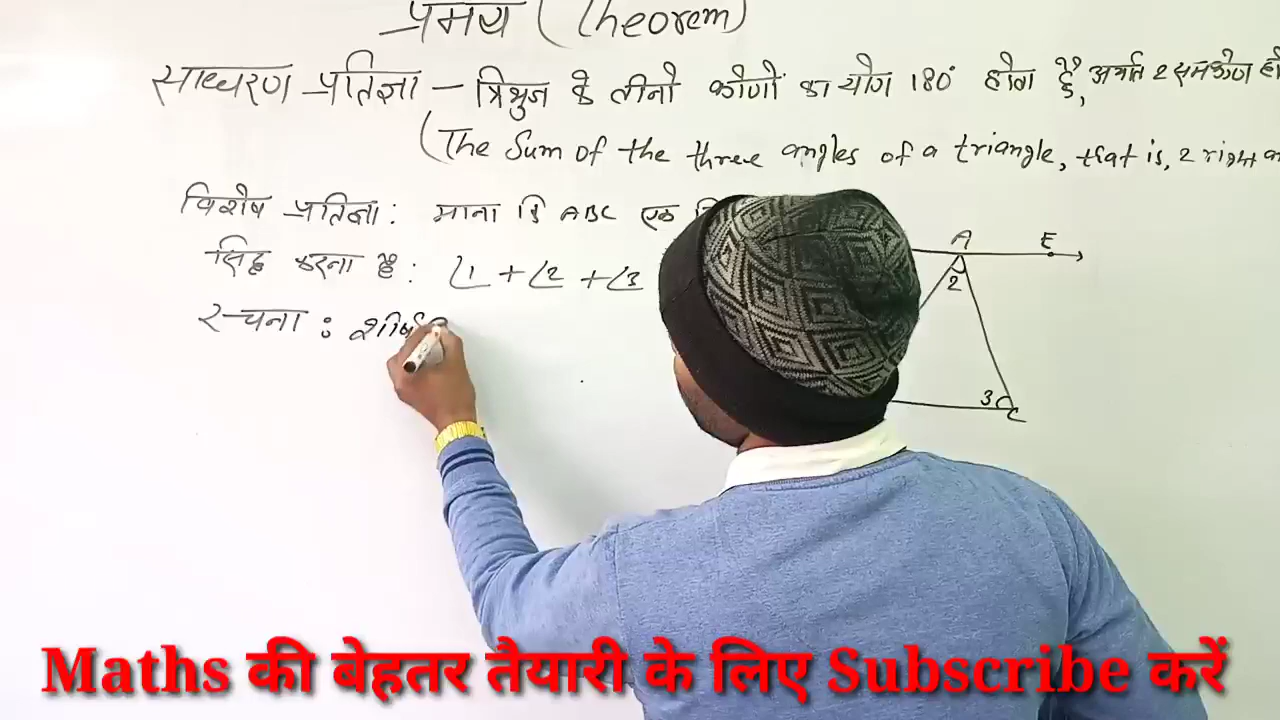 प्रमेय (Theorem)
साधारण प्रतिज्ञा - त्रिभुज के तीनो कोणों का योग 180° होता है, अर्थात 2 समकोण हो
(The Sum of the three angles of a triangle, that is, 2 right
विशेष प्रतिज्ञा: माना कि ABC एक
सिद्ध करना है: ∠1 + ∠2 + ∠3
रचना: शीर्ष
A E
2
3 C
Maths की बेहतर तैयारी के लिए Subscribe करें